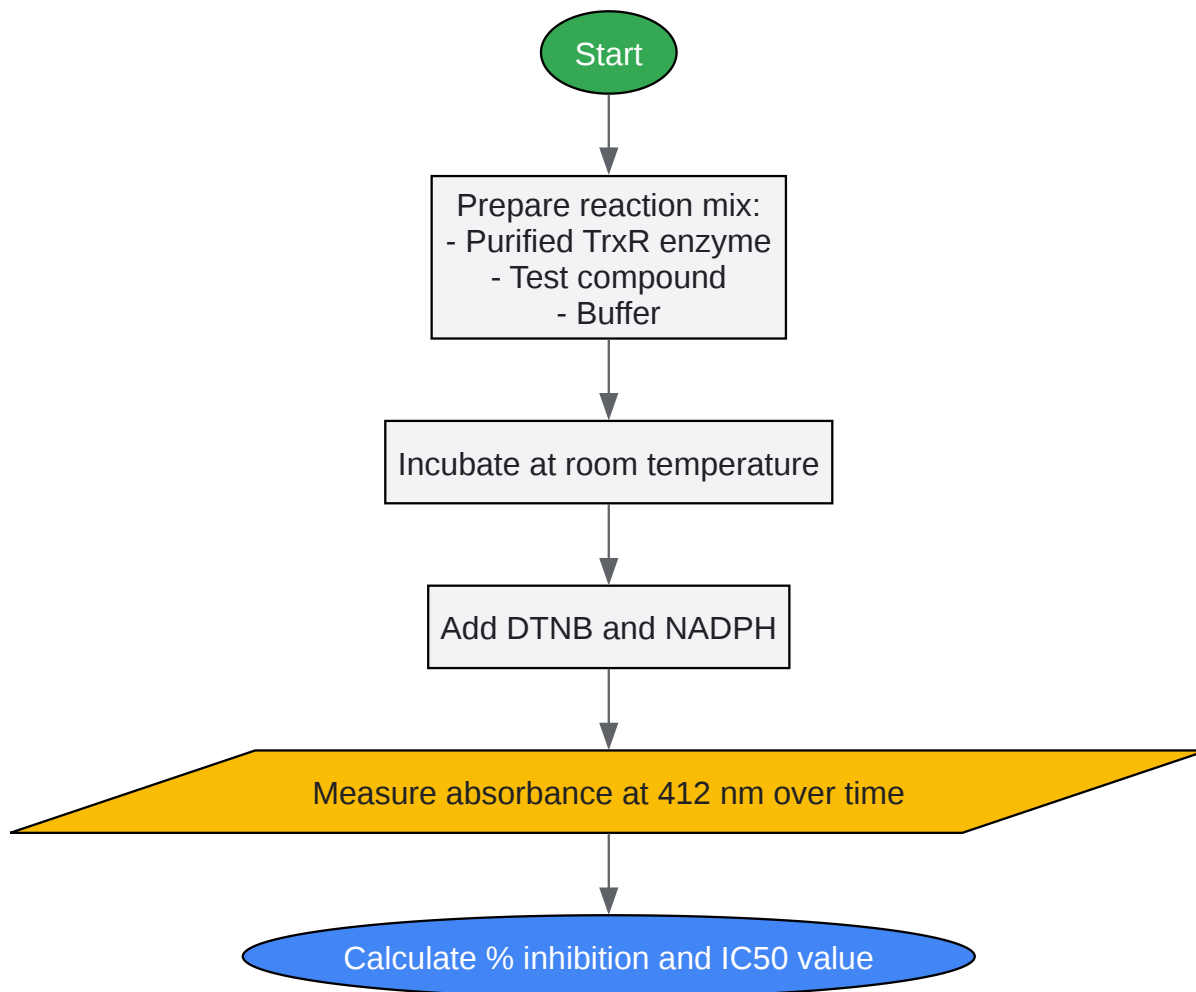 Start
Prepare reaction mix:
- Purified TrxR enzyme
- Test compound
- Buffer
Incubate at room temperature
Add DTNB and NADPH
Measure absorbance at 412 nm over time
Calculate % inhibition and IC50 value